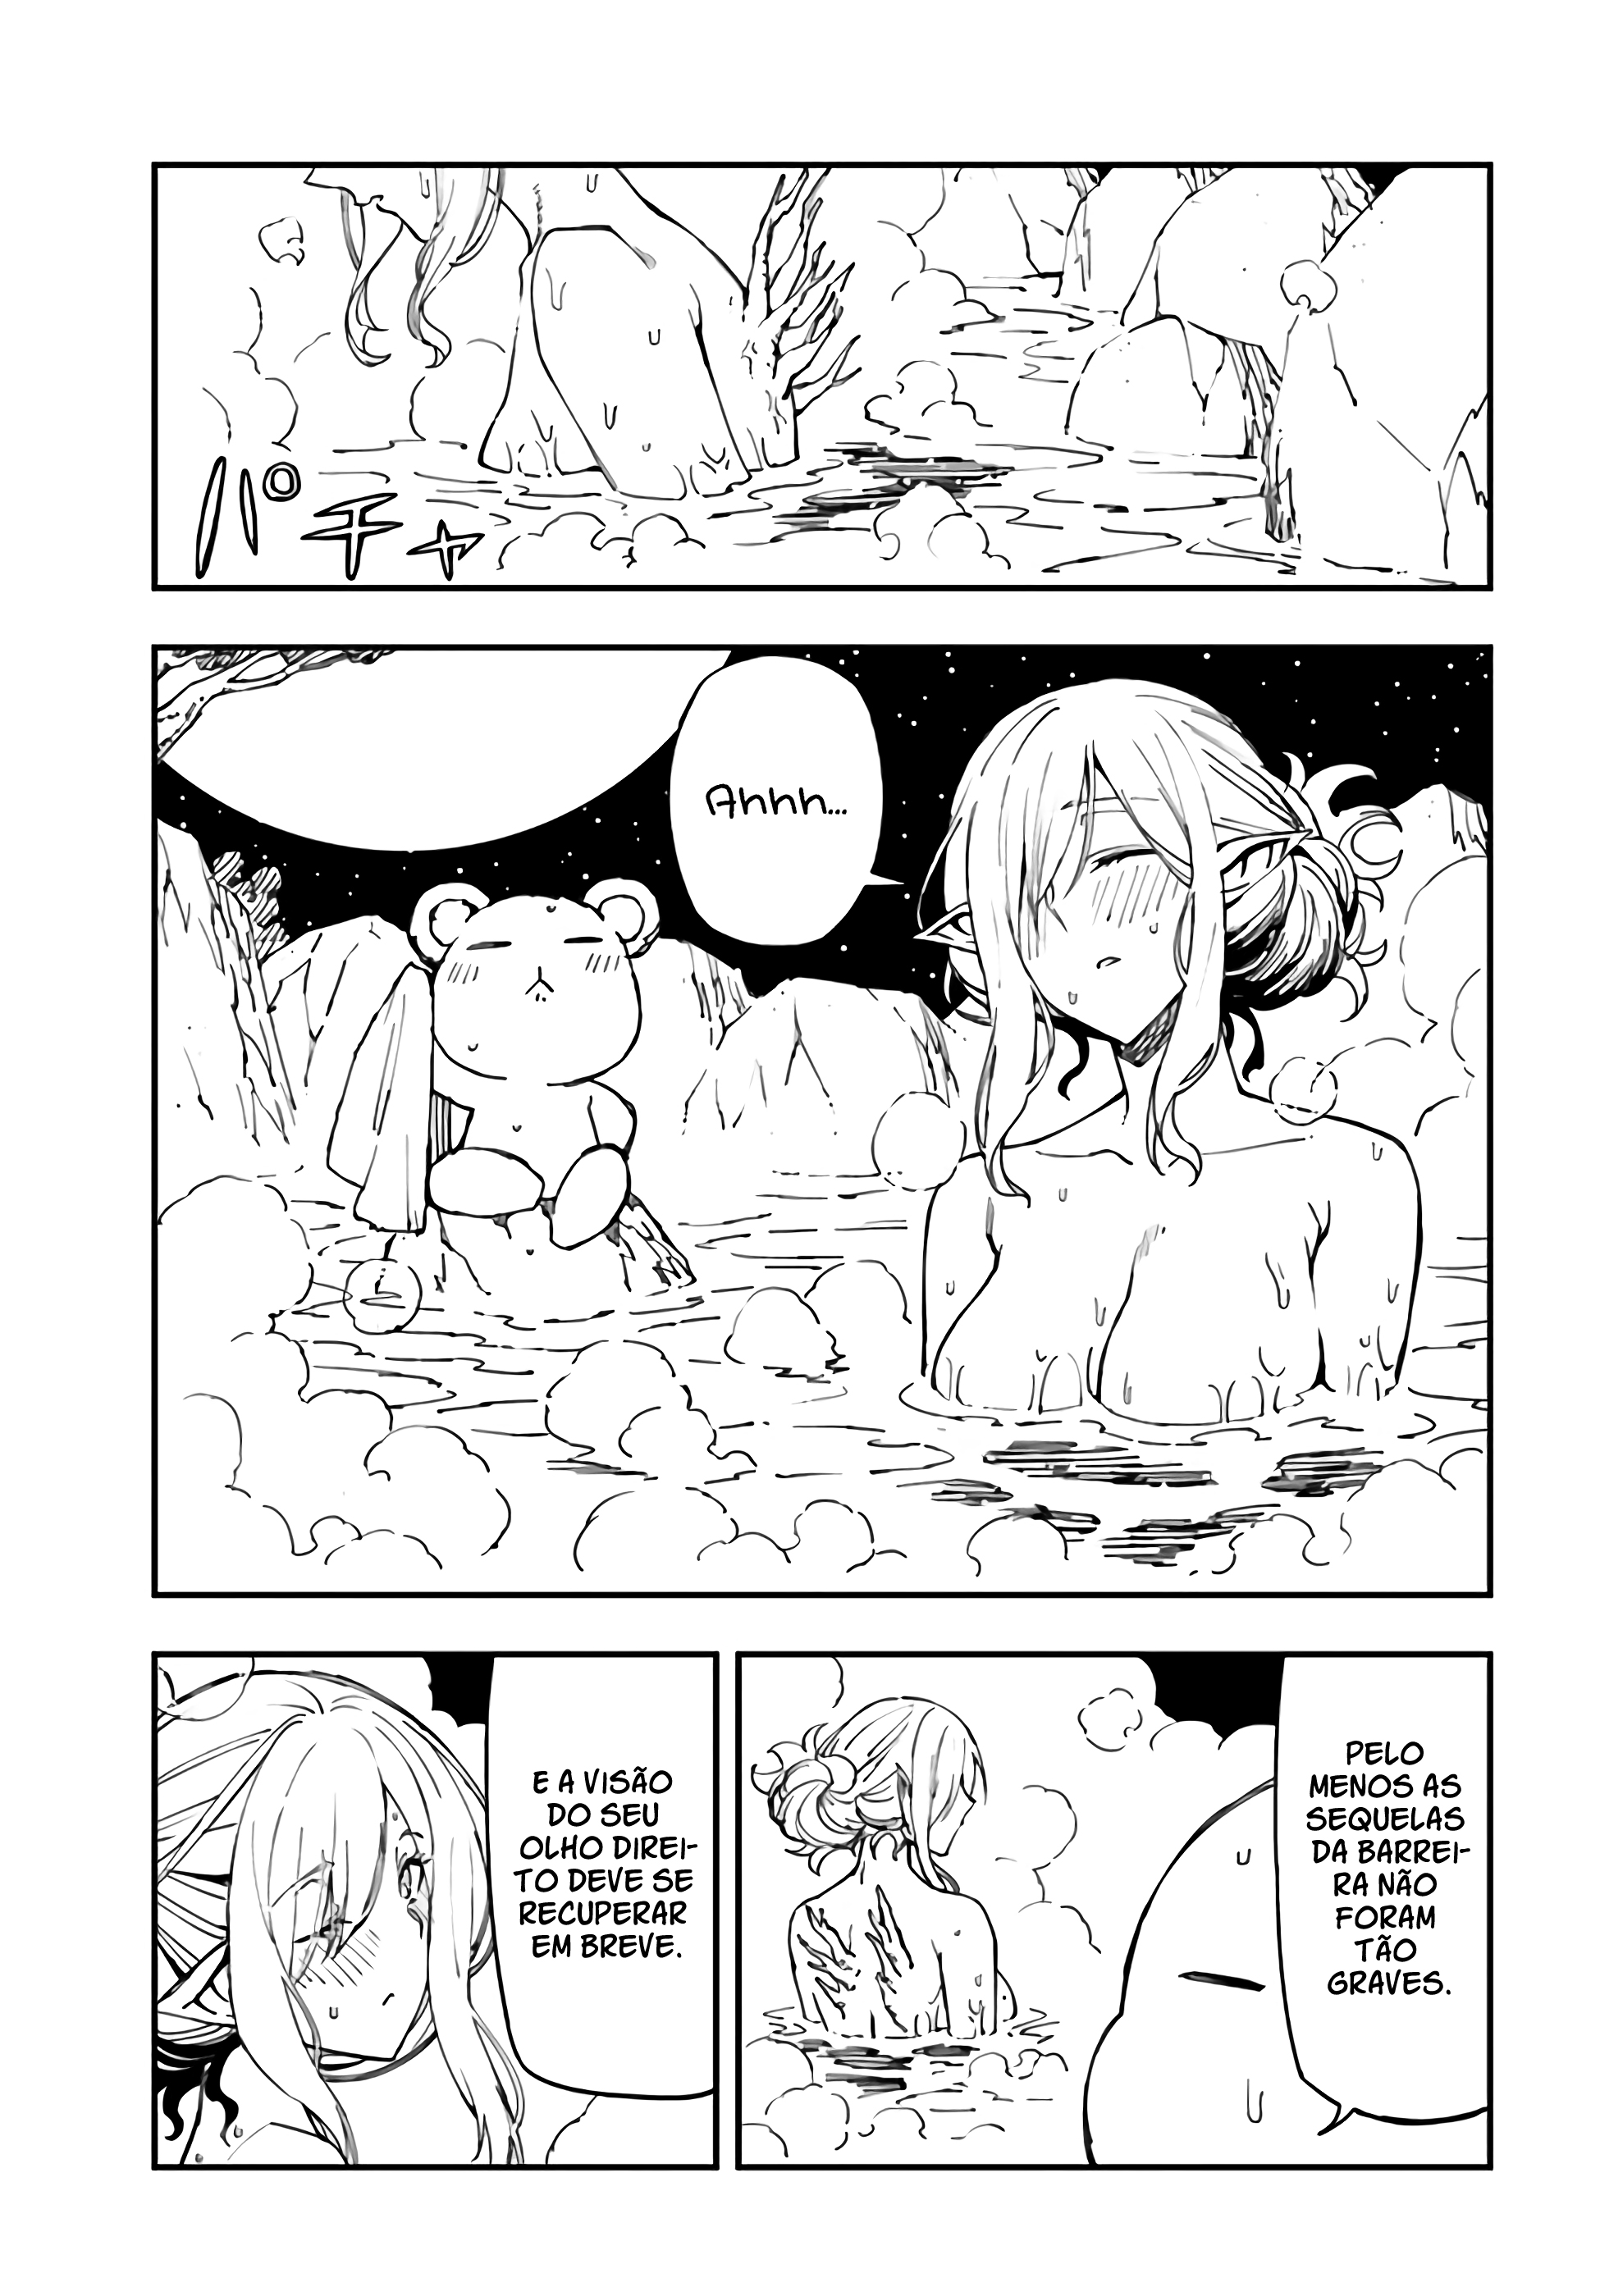 パチャ
Ahhh...
PELO
MENOS AS
SEQUELAS
DA BARREI-
RA NÃO
FORAM
TÃO
GRAVES.
E A VISÃO
DO SEU
OLHO DIREI-
TO DEVE SE
RECUPERAR
EM BREVE.